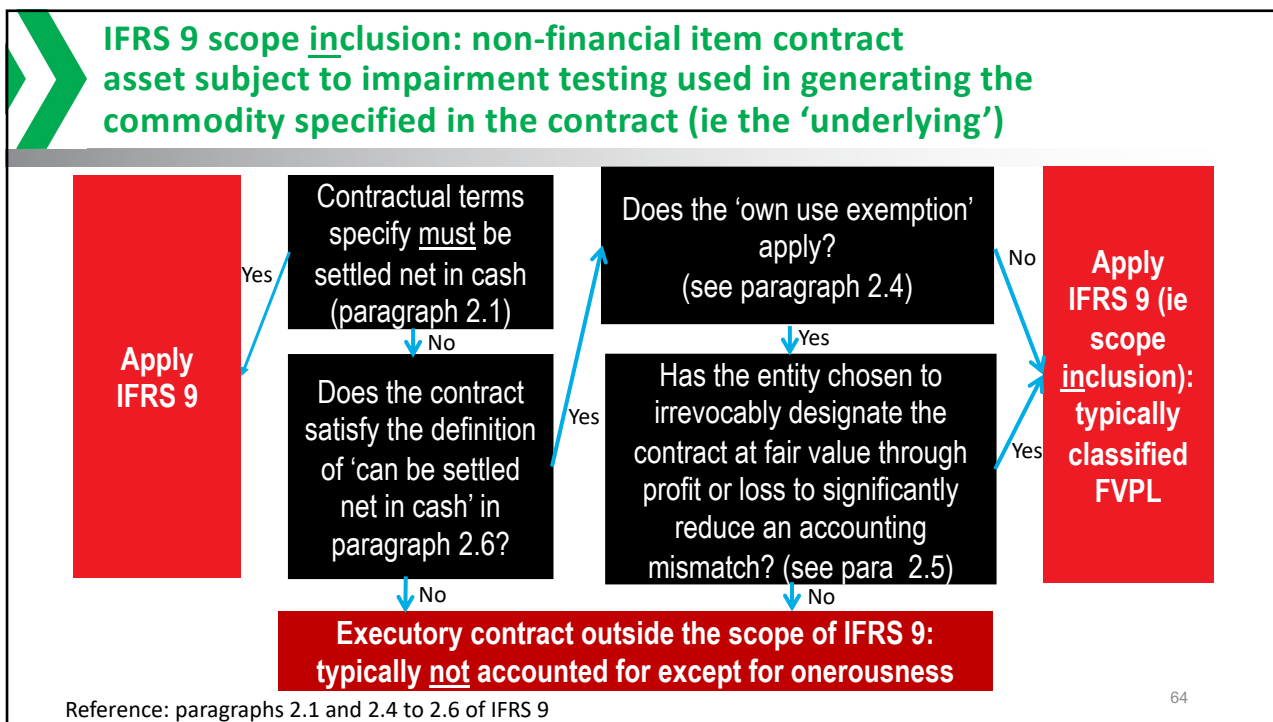 IFRS 9 scope inclusion: non-financial item contract
asset subject to impairment testing used in generating the
commodity specified in the contract (ie the ‘underlying’)
Apply
IFRS 9
Yes
Contractual terms
specify must be
settled net in cash
(paragraph 2.1)
No
Does the contract
satisfy the definition
of ‘can be settled
net in cash’ in
paragraph 2.6?
Yes
No
Does the ‘own use exemption’
apply?
(see paragraph 2.4)
No
Yes
Has the entity chosen to
irrevocably designate the
contract at fair value through
profit or loss to significantly
reduce an accounting
mismatch? (see para 2.5)
Yes
No
Apply
IFRS 9 (ie
scope
inclusion):
typically
classified
FVPL
Executory contract outside the scope of IFRS 9:
typically not accounted for except for onerousness
Reference: paragraphs 2.1 and 2.4 to 2.6 of IFRS 9
64